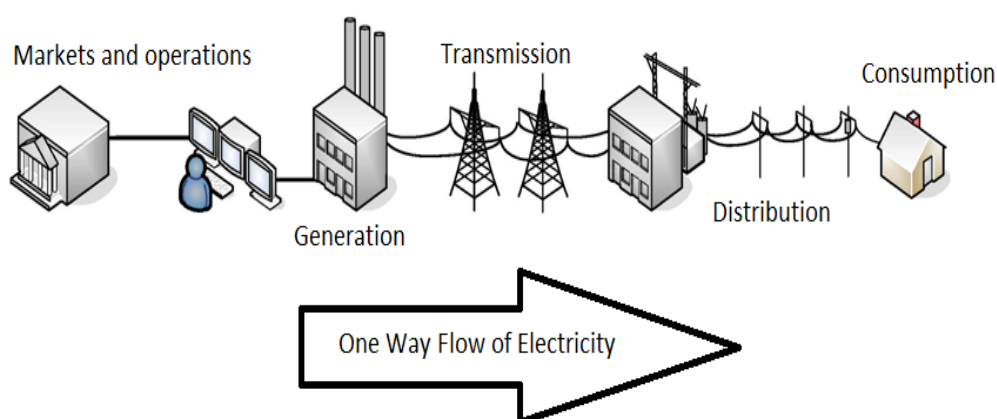 Markets and operations
Transmission
Consumption
Generation
Distribution
One Way Flow of Electricity